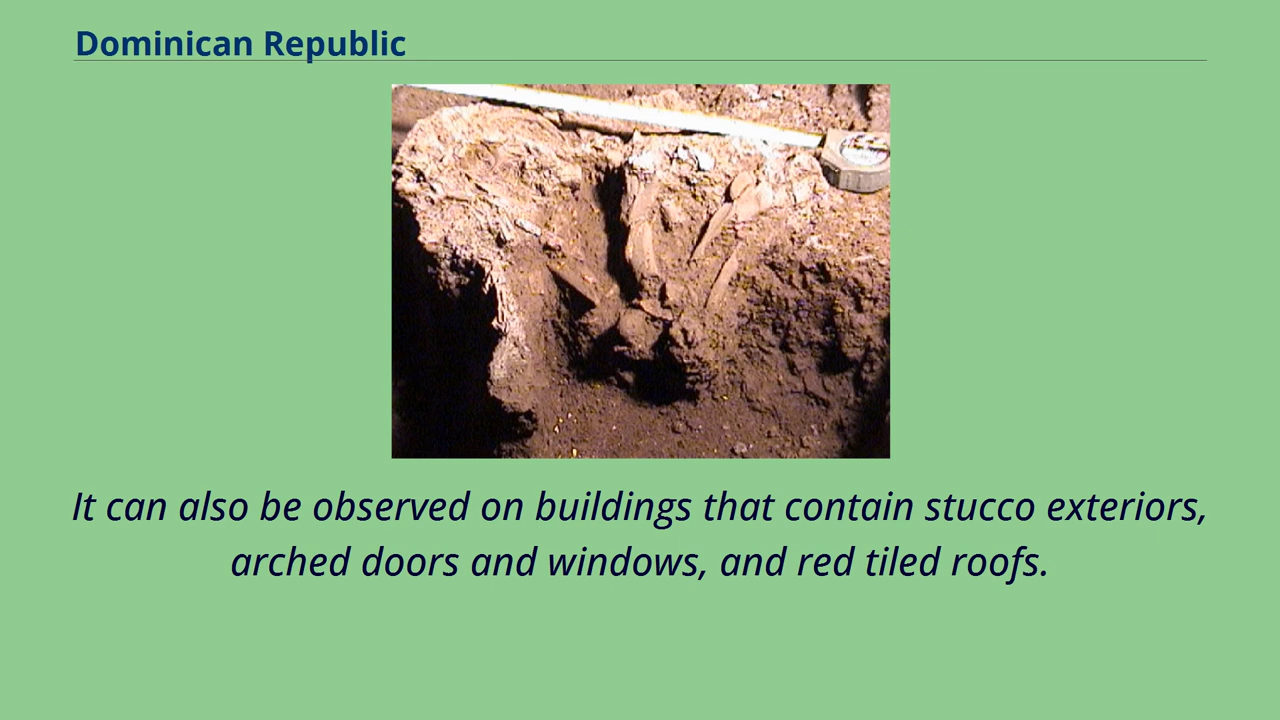 Dominican Republic
It can also be observed on buildings that contain stucco exteriors,
arched doors and windows, and red tiled roofs.